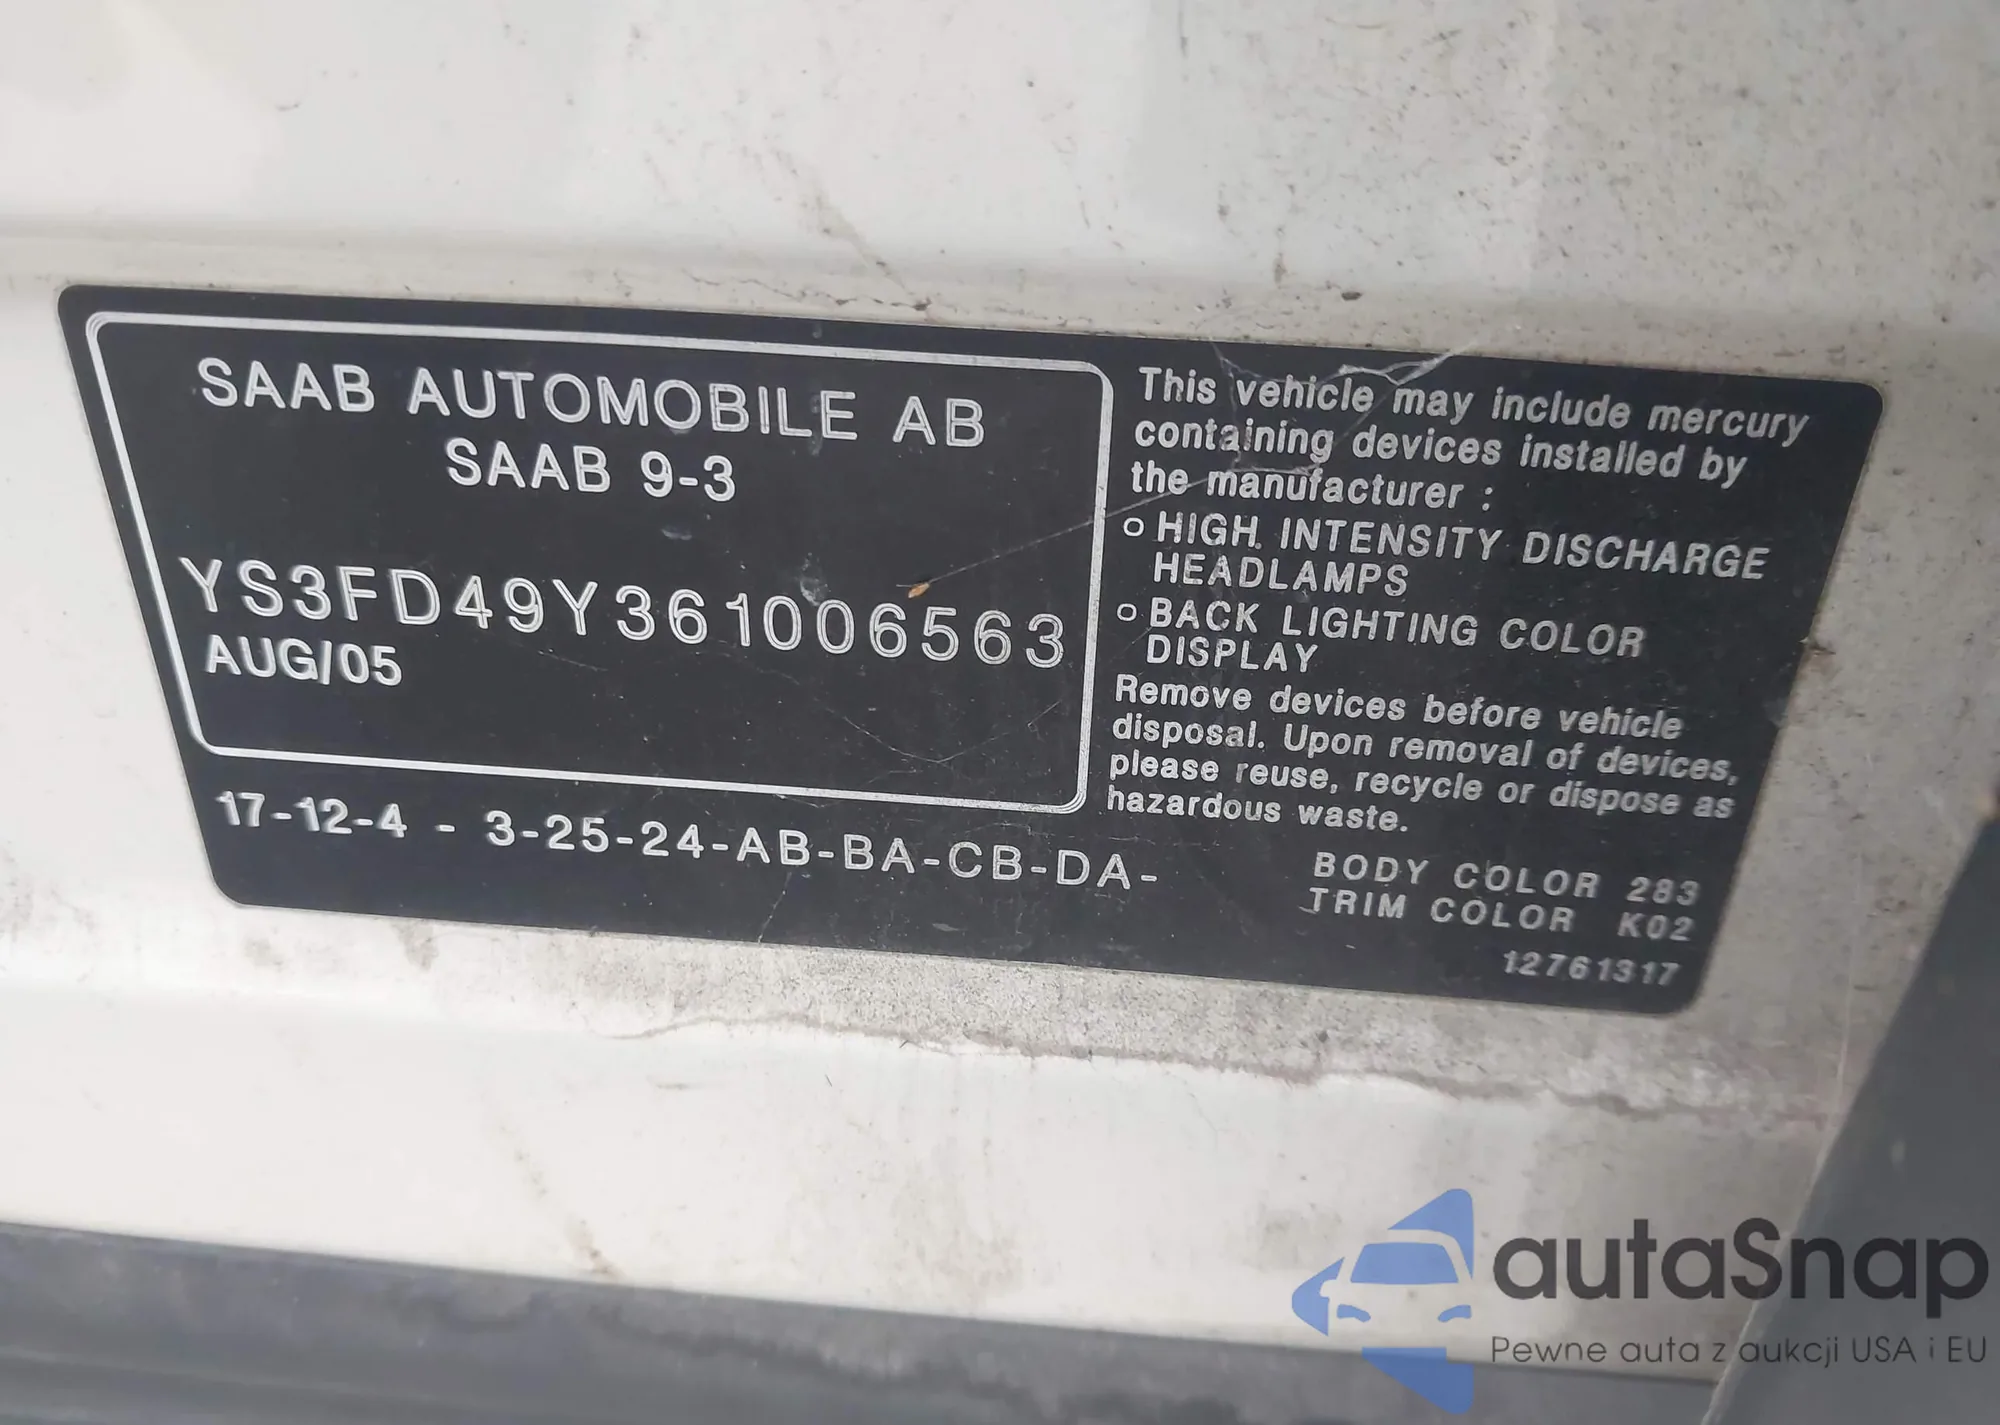 SAAB AUTOMOBILE AB
SAAB 9-3
YS3FD49Y361006563
AUG/05
17-12-4 - 3-25-24-AB-BA-CB-DA-
This vehicle may include mercury
containing devices installed by
the manufacturer :
o HIGH INTENSITY DISCHARGE
HEADLAMPS
o BACK LIGHTING COLOR
DISPLAY
Remove devices before vehicle
disposal. Upon removal of devices,
please reuse, recycle or dispose as
hazardous waste.
BODY COLOR 283
TRIM COLOR K02
12761317
autaSnap
Pewne auta z aukcji USA i EU